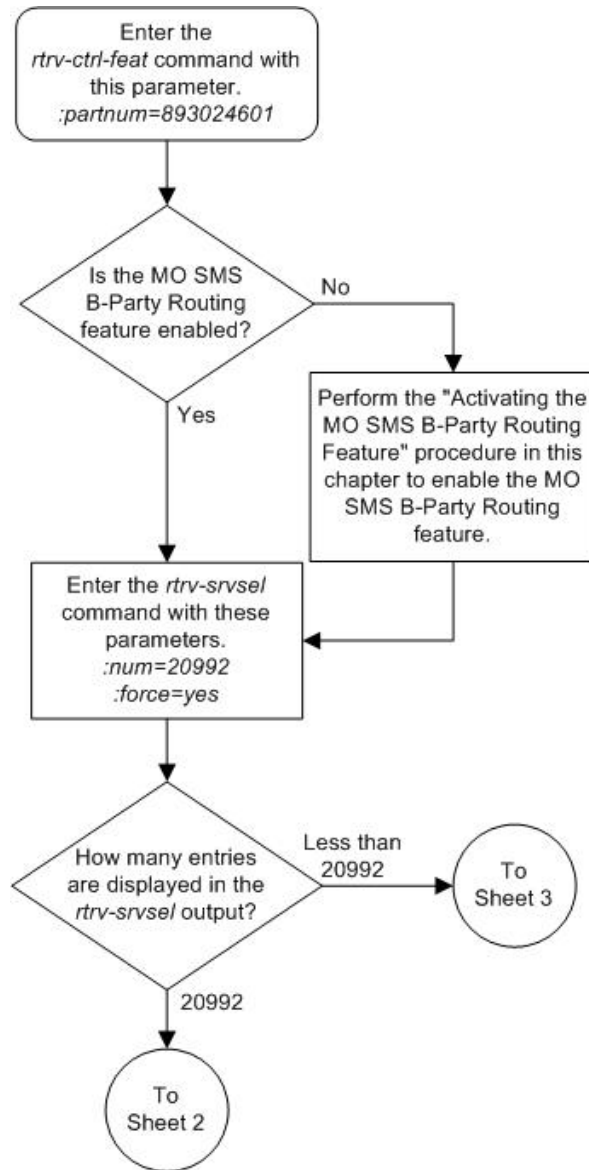 Enter the
rtrv-ctrl-feat command with
this parameter.
:partnum=893024601
Is the MO SMS
B-Party Routing
feature enabled?
No
Yes
Perform the "Activating the
MO SMS B-Party Routing
Feature" procedure in this
chapter to enable the MO
SMS B-Party Routing
feature.
Enter the rtrv-srvsel
command with these
parameters.
:num=20992
:force=yes
How many entries
are displayed in the
rtrv-srvsel output?
Less than
20992
To
Sheet 3
20992
To
Sheet 2